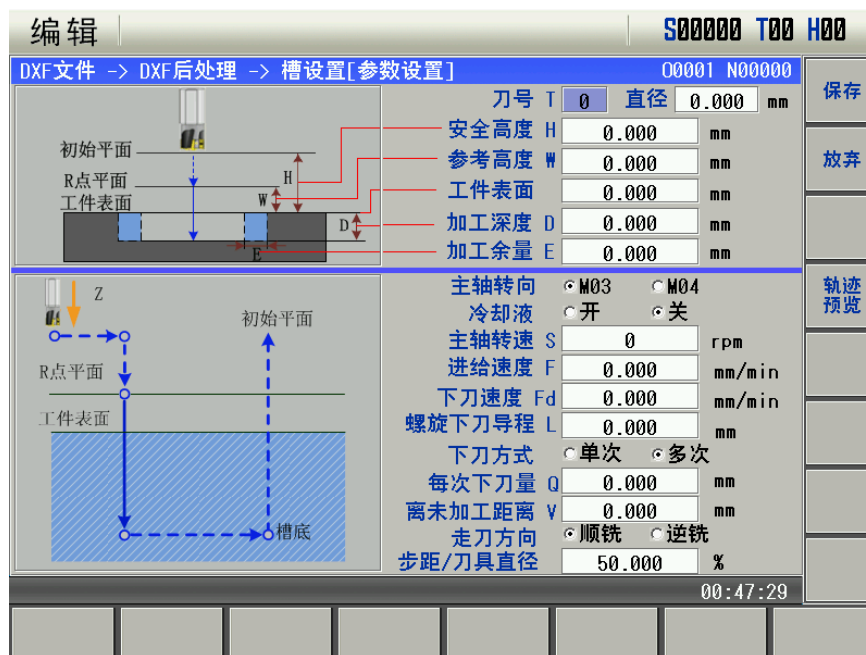 编辑 S00000 T00 H00
DXF文件 -> DXF后处理 -> 槽设置[参数设置] O0001 N00000
保存
放弃
轨迹
预览
初始平面
R点平面
工件表面
H
W
D
E
刀号 T 0 直径 0.000 mm
安全高度 H 0.000 mm
参考高度 W 0.000 mm
工件表面 0.000 mm
加工深度 D 0.000 mm
加工余量 E 0.000 mm
Z
初始平面
R点平面
工件表面
槽底
主轴转向 M03 M04
冷却液 开 关
主轴转速 S 0 rpm
进给速度 F 0.000 mm/min
下刀速度 Fd 0.000 mm/min
螺旋下刀导程 L 0.000 mm
下刀方式 单次 多次
每次下刀量 Q 0.000 mm
离未加工距离 V 0.000 mm
走刀方向 顺铣 逆铣
步距/刀具直径 50.000 %
00:47:29